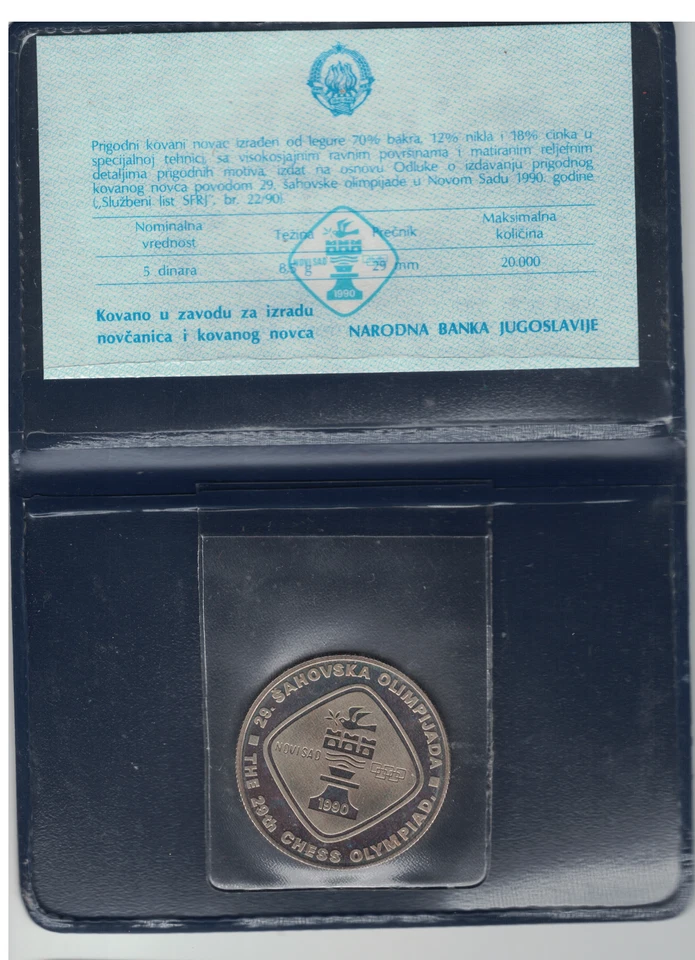 Prigodni kovani novac izrađen od legure 70% bakra, 12% nikla i 18% cinka u
specijalnoj tehnici, sa visokosjajnim ravnim površinama i matiranim reljefnim
detaljima prigodnih motiva, izdat na osnovu Odluke o izdavanju prigodnog
kovanog novca povodom 29. šahovske olimpijade u Novom Sadu 1990. godine
(„Službeni list SFRJ", br. 22/90).
Nominalna vrednost
Težina
Prečnik
Maksimalna količina
5 dinara
g
29 mm
20.000
NOVI SAD
1990
Kovano u zavodu za izradu
novčanica i kovanog novca
NARODNA BANKA JUGOSLAVIJE
29. ŠAHOVSKA OLIMPIJADA
NOVI SAD
1990
THE 29th CHESS OLYMPIAD